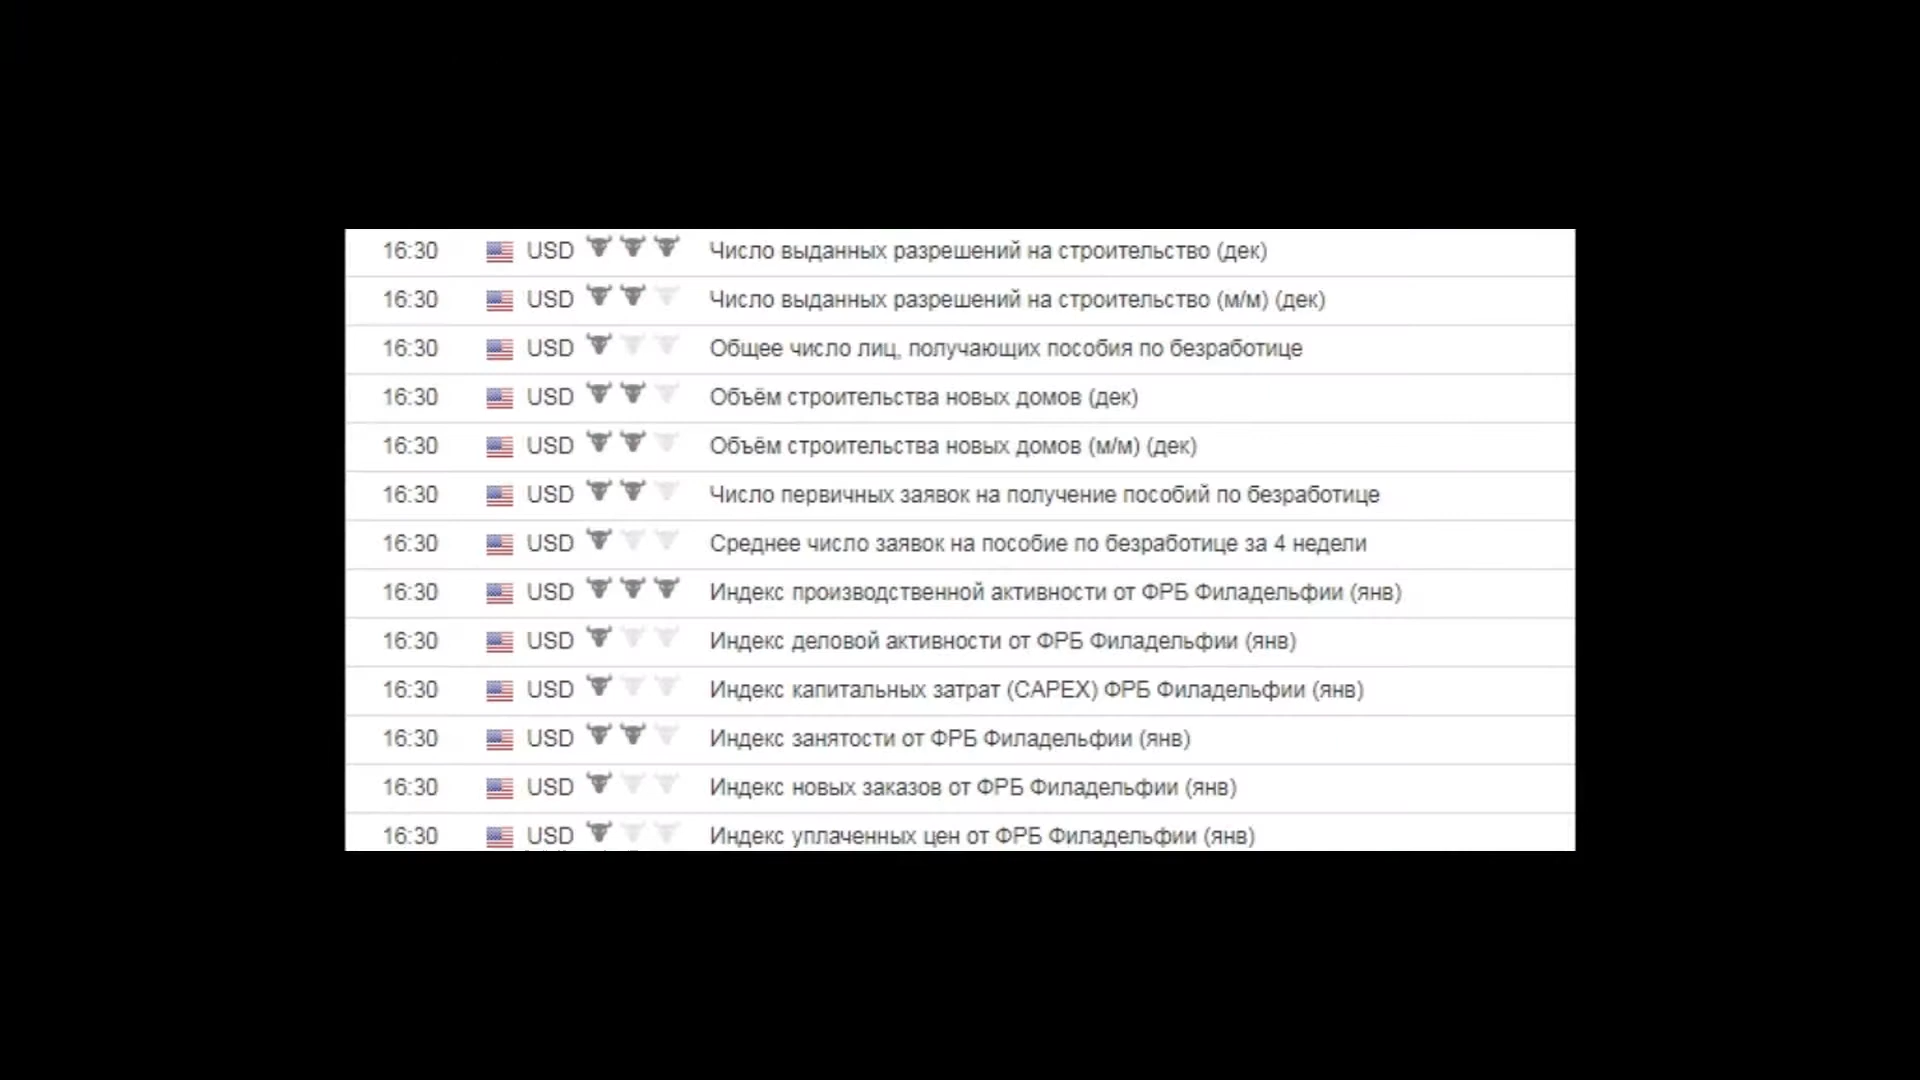 16:30 USD Число выданных разрешений на строительство (дек)
16:30 USD Число выданных разрешений на строительство (м/м) (дек)
16:30 USD Общее число лиц, получающих пособия по безработице
16:30 USD Объём строительства новых домов (дек)
16:30 USD Объём строительства новых домов (м/м) (дек)
16:30 USD Число первичных заявок на получение пособий по безработице
16:30 USD Среднее число заявок на пособие по безработице за 4 недели
16:30 USD Индекс производственной активности от ФРБ Филадельфии (янв)
16:30 USD Индекс деловой активности от ФРБ Филадельфии (янв)
16:30 USD Индекс капитальных затрат (CAPEX) ФРБ Филадельфии (янв)
16:30 USD Индекс занятости от ФРБ Филадельфии (янв)
16:30 USD Индекс новых заказов от ФРБ Филадельфии (янв)
16:30 USD Индекс уплаченных цен от ФРБ Филадельфии (янв)